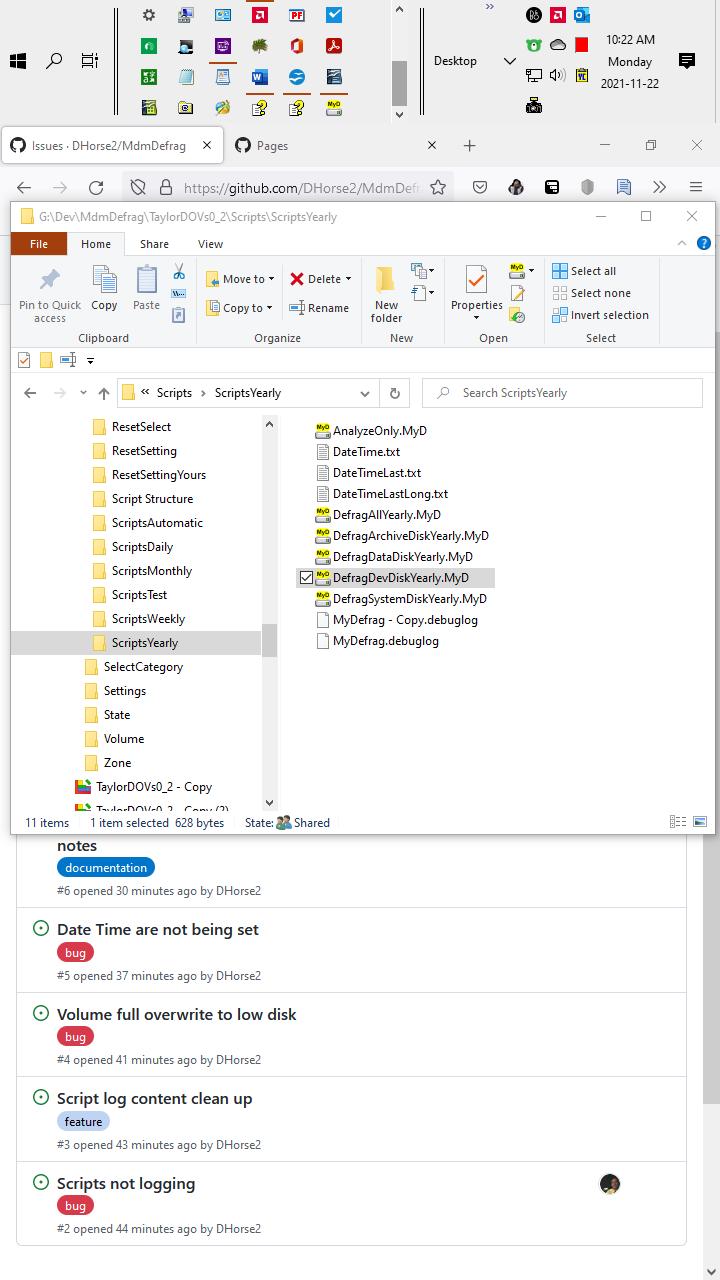 Desktop
10:22 AM
Monday
2021-11-22
Issues · DHorse2/MdmDefrag
Pages
https://github.com/DHorse2/MdmDefr
G:\Dev\MdmDefrag\TaylorDOVs0_2\Scripts\ScriptsYearly
File
Home
Share
View
Pin to Quick access
Copy
Paste
Clipboard
Move to
Copy to
Delete
Rename
Organize
New folder
New
Properties
Open
Select all
Select none
Invert selection
Select
« Scripts › ScriptsYearly
Search ScriptsYearly
ResetSelect
ResetSetting
ResetSettingYours
Script Structure
ScriptsAutomatic
ScriptsDaily
ScriptsMonthly
ScriptsTest
ScriptsWeekly
ScriptsYearly
SelectCategory
Settings
State
Volume
Zone
TaylorDOVs0_2 - Copy
TaylorDOVs0_2 - Copy (2)
AnalyzeOnly.MyD
DateTime.txt
DateTimeLast.txt
DateTimeLastLong.txt
DefragAllYearly.MyD
DefragArchiveDiskYearly.MyD
DefragDataDiskYearly.MyD
DefragDevDiskYearly.MyD
DefragSystemDiskYearly.MyD
MyDefrag - Copy.debuglog
MyDefrag.debuglog
11 items
1 item selected 628 bytes
State: Shared
notes
documentation
#6 opened 30 minutes ago by DHorse2
Date Time are not being set
bug
#5 opened 37 minutes ago by DHorse2
Volume full overwrite to low disk
bug
#4 opened 41 minutes ago by DHorse2
Script log content clean up
feature
#3 opened 43 minutes ago by DHorse2
Scripts not logging
bug
#2 opened 44 minutes ago by DHorse2